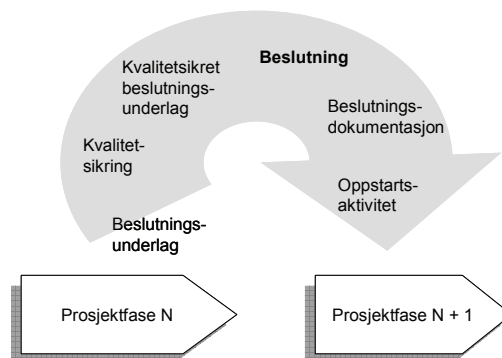 Beslutning
Kvalitetsikret
beslutnings-
underlag
Beslutnings-
dokumentasjon
Kvalitet-
sikring
Oppstarts-
aktivitet
Beslutnings-
underlag
Prosjektfase N
Prosjektfase N + 1